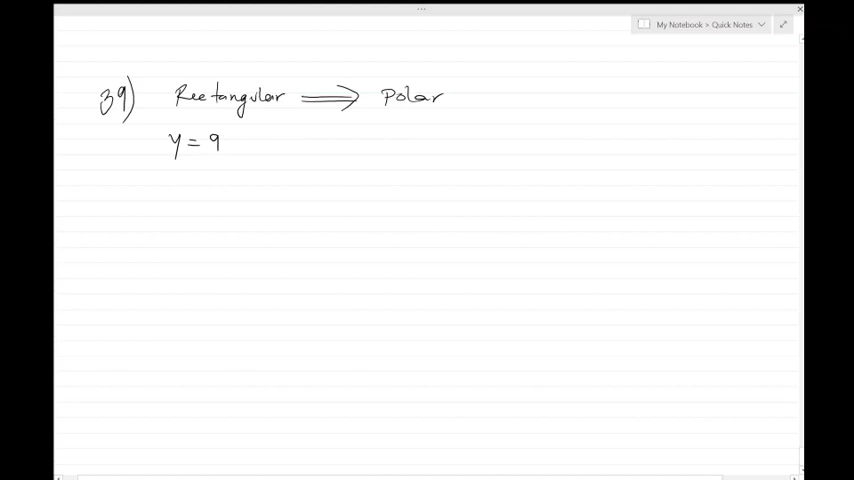 ...
My Notebook > Quick Notes
39) Rectangular ⟹ Polar
y = 9